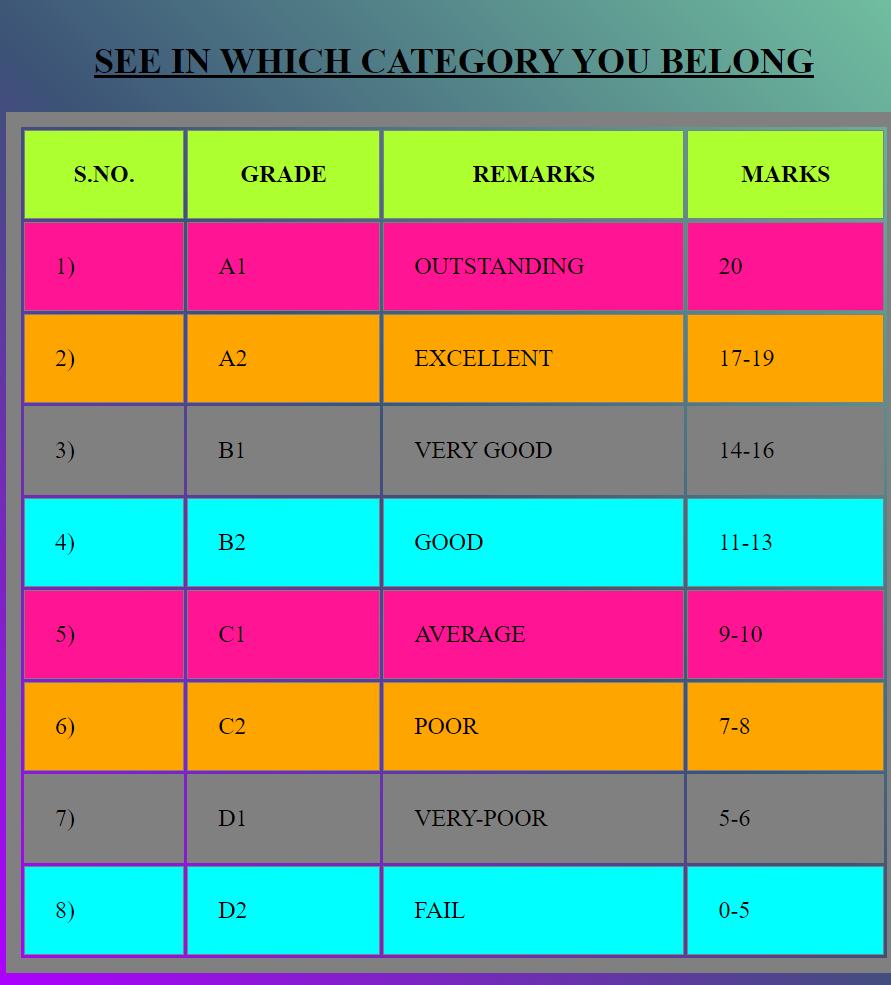 SEE IN WHICH CATEGORY YOU BELONG
S.NO. GRADE REMARKS MARKS
1) A1 OUTSTANDING 20
2) A2 EXCELLENT 17-19
3) B1 VERY GOOD 14-16
4) B2 GOOD 11-13
5) C1 AVERAGE 9-10
6) C2 POOR 7-8
7) D1 VERY-POOR 5-6
8) D2 FAIL 0-5